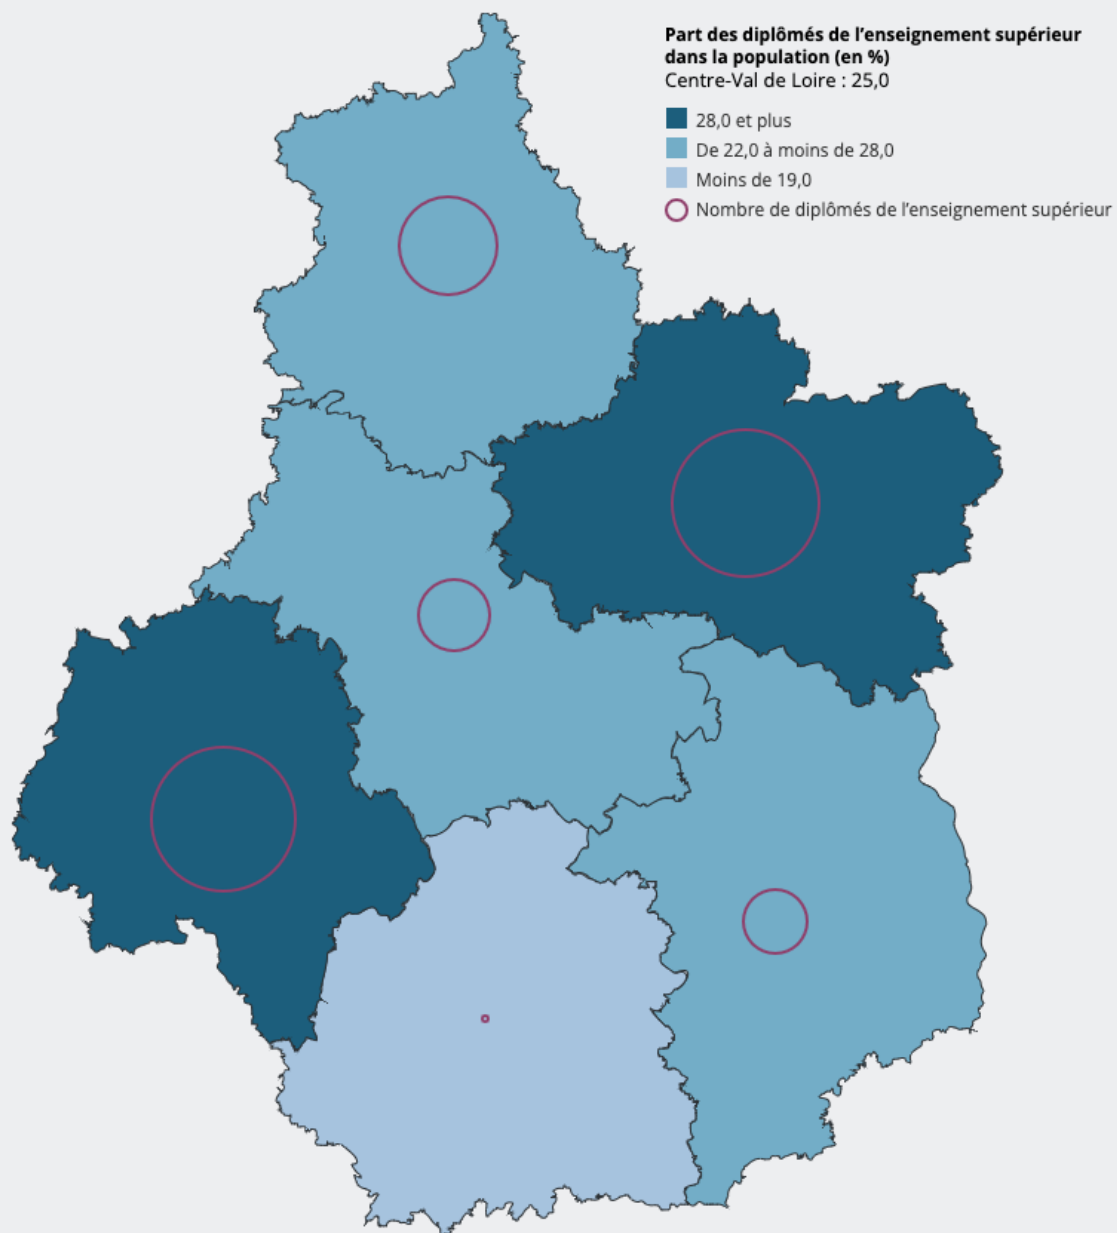 Part des diplômés de l’enseignement supérieur
dans la population (en %)
Centre-Val de Loire : 25,0
28,0 et plus
De 22,0 à moins de 28,0
Moins de 19,0
Nombre de diplômés de l’enseignement supérieur